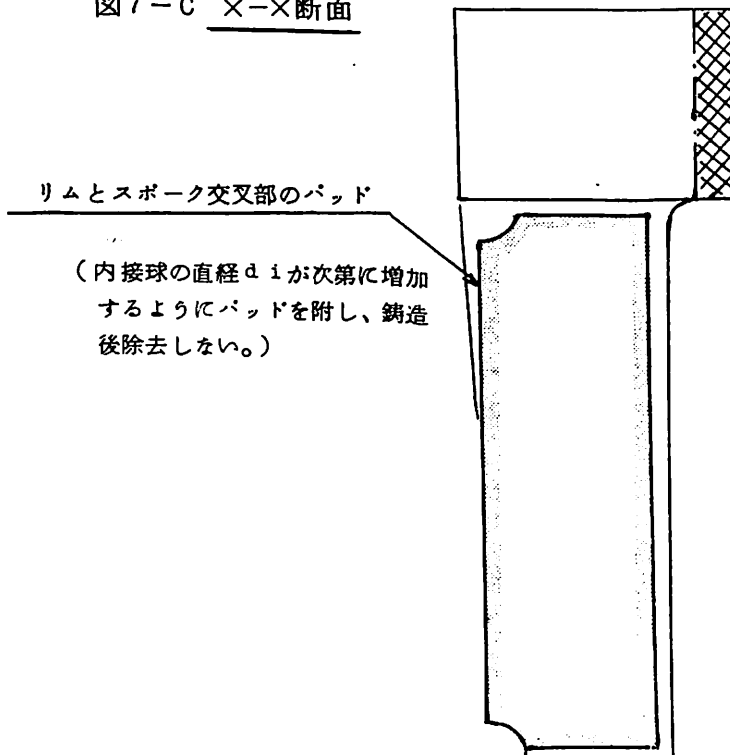 図7-C X-X断面
リムとスポーク交叉部のパッド
(内接球の直経diが次第に増加
するようにパッドを附し、鋳造
後除去しない。)